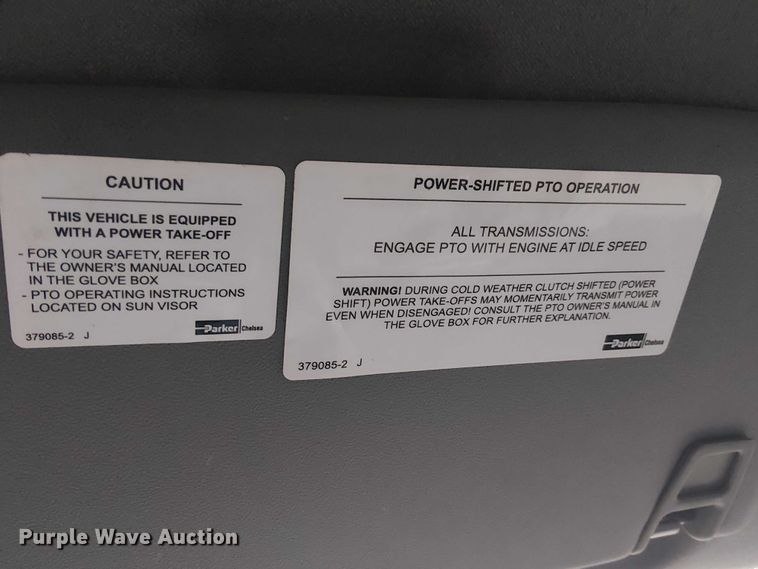 CAUTION
THIS VEHICLE IS EQUIPPED
WITH A POWER TAKE-OFF
- FOR YOUR SAFETY, REFER TO
THE OWNER'S MANUAL LOCATED
IN THE GLOVE BOX
- PTO OPERATING INSTRUCTIONS
LOCATED ON SUN VISOR
379085-2 J
Parker Chelsea
POWER-SHIFTED PTO OPERATION
ALL TRANSMISSIONS:
ENGAGE PTO WITH ENGINE AT IDLE SPEED
WARNING! DURING COLD WEATHER CLUTCH SHIFTED (POWER
SHIFT) POWER TAKE-OFFS MAY MOMENTARILY TRANSMIT POWER
EVEN WHEN DISENGAGED! CONSULT THE PTO OWNER'S MANUAL IN
THE GLOVE BOX FOR FURTHER EXPLANATION.
379085-2 J
Parker Chelsea
Purple Wave Auction